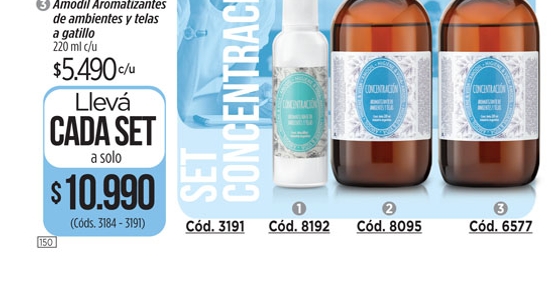 3 Amodil Aromatizantes
de ambientes y telas
a gatillo
220 ml c/u
$5.490 c/u
Llevá
CADA SET
a solo
$10.990
(Códs. 3184 - 3191)
150
SET
CONCENTRAC
CONCENTRACIÓN
CONCENTRACIÓN
CONCENTRACIÓN
1
2
3
Cód. 3191
Cód. 8192
Cód. 8095
Cód. 6577